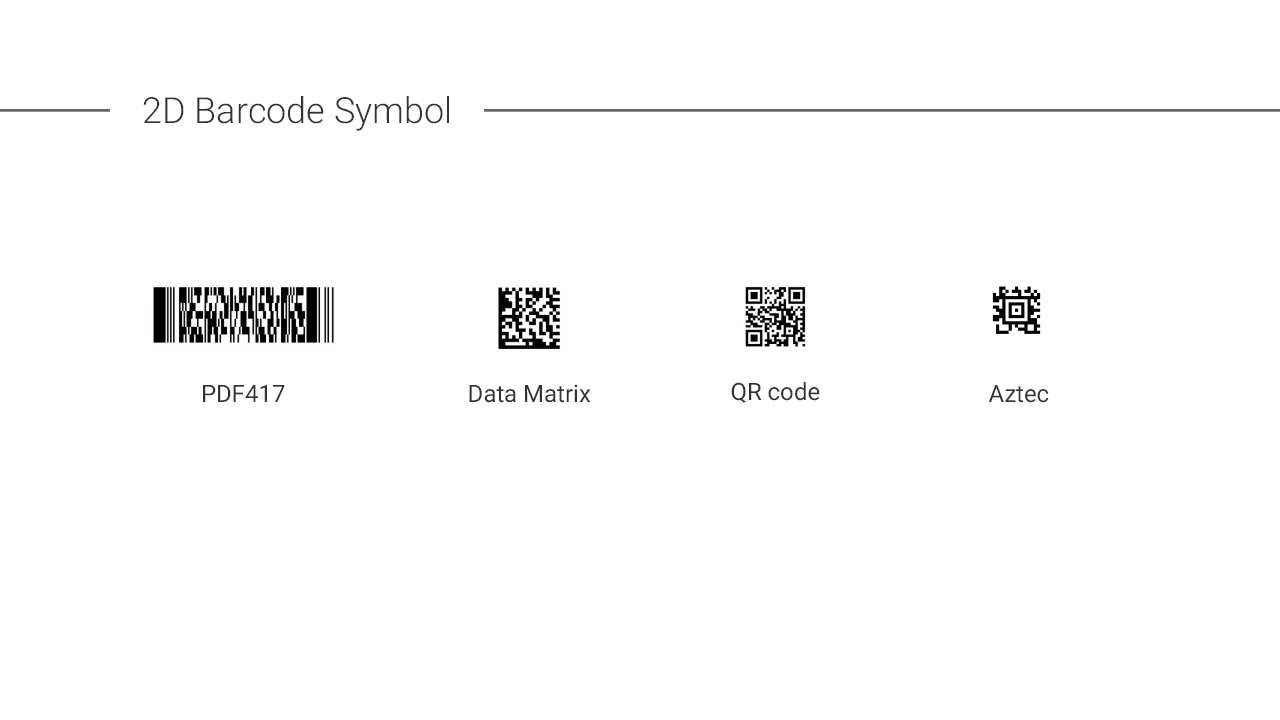 2D Barcode Symbol
PDF417
Data Matrix
QR code
Aztec